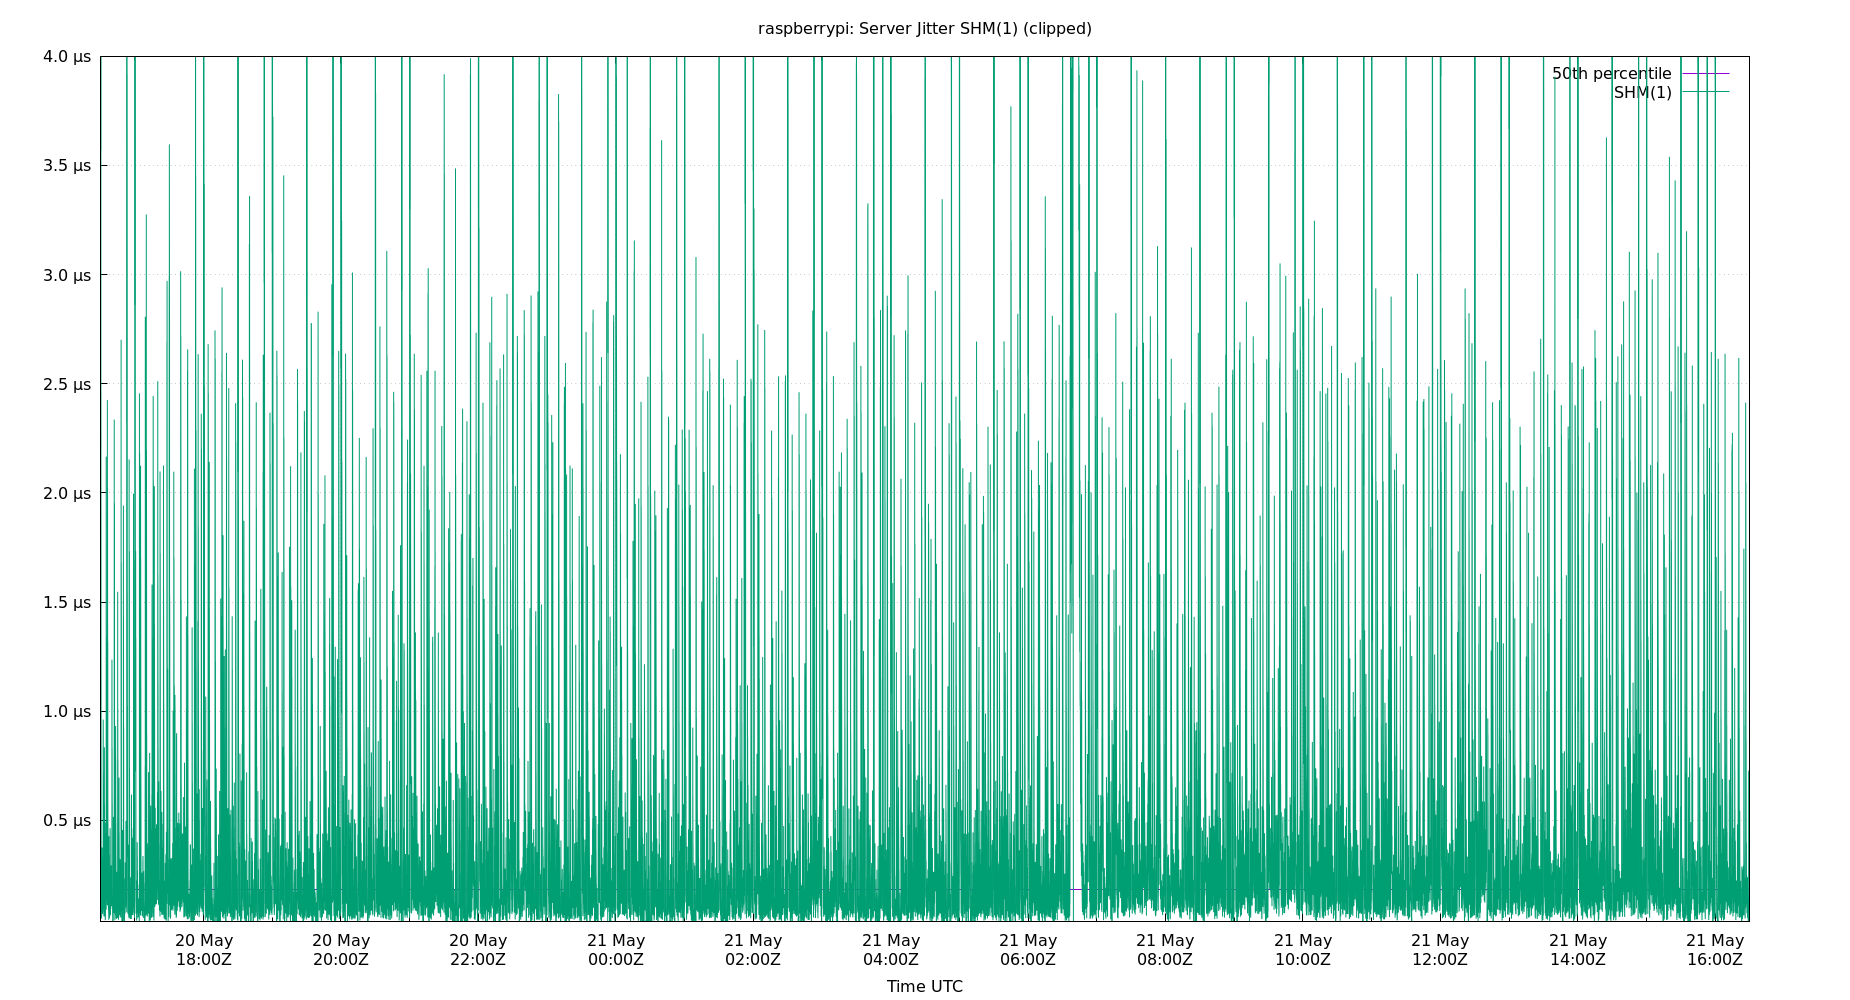 raspberrypi: Server Jitter SHM(1) (clipped)
4.0 µs
50th percentile
SHM(1)
3.5 µs
3.0 µs
2.5 µs
2.0 µs
1.5 µs
1.0 µs
0.5 µs
20 May 20 May 20 May 21 May 21 May 21 May 21 May 21 May 21 May 21 May 21 May 21 May
18:00Z 20:00Z 22:00Z 00:00Z 02:00Z 04:00Z 06:00Z 08:00Z 10:00Z 12:00Z 14:00Z 16:00Z
Time UTC